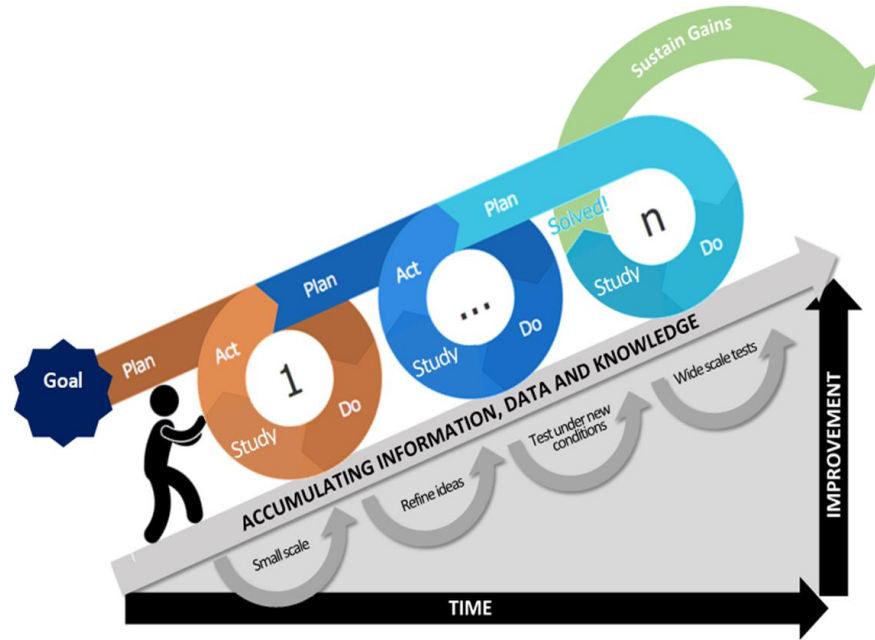 Sustain Gains
Goal
Plan
Act
1
Do
Study
Plan
Act
...
Do
Study
Plan
Solved!
n
Do
Study
ACCUMULATING INFORMATION, DATA AND KNOWLEDGE
Small scale
Refine ideas
Test under new
conditions
Wide scale tests
IMPROVEMENT
TIME